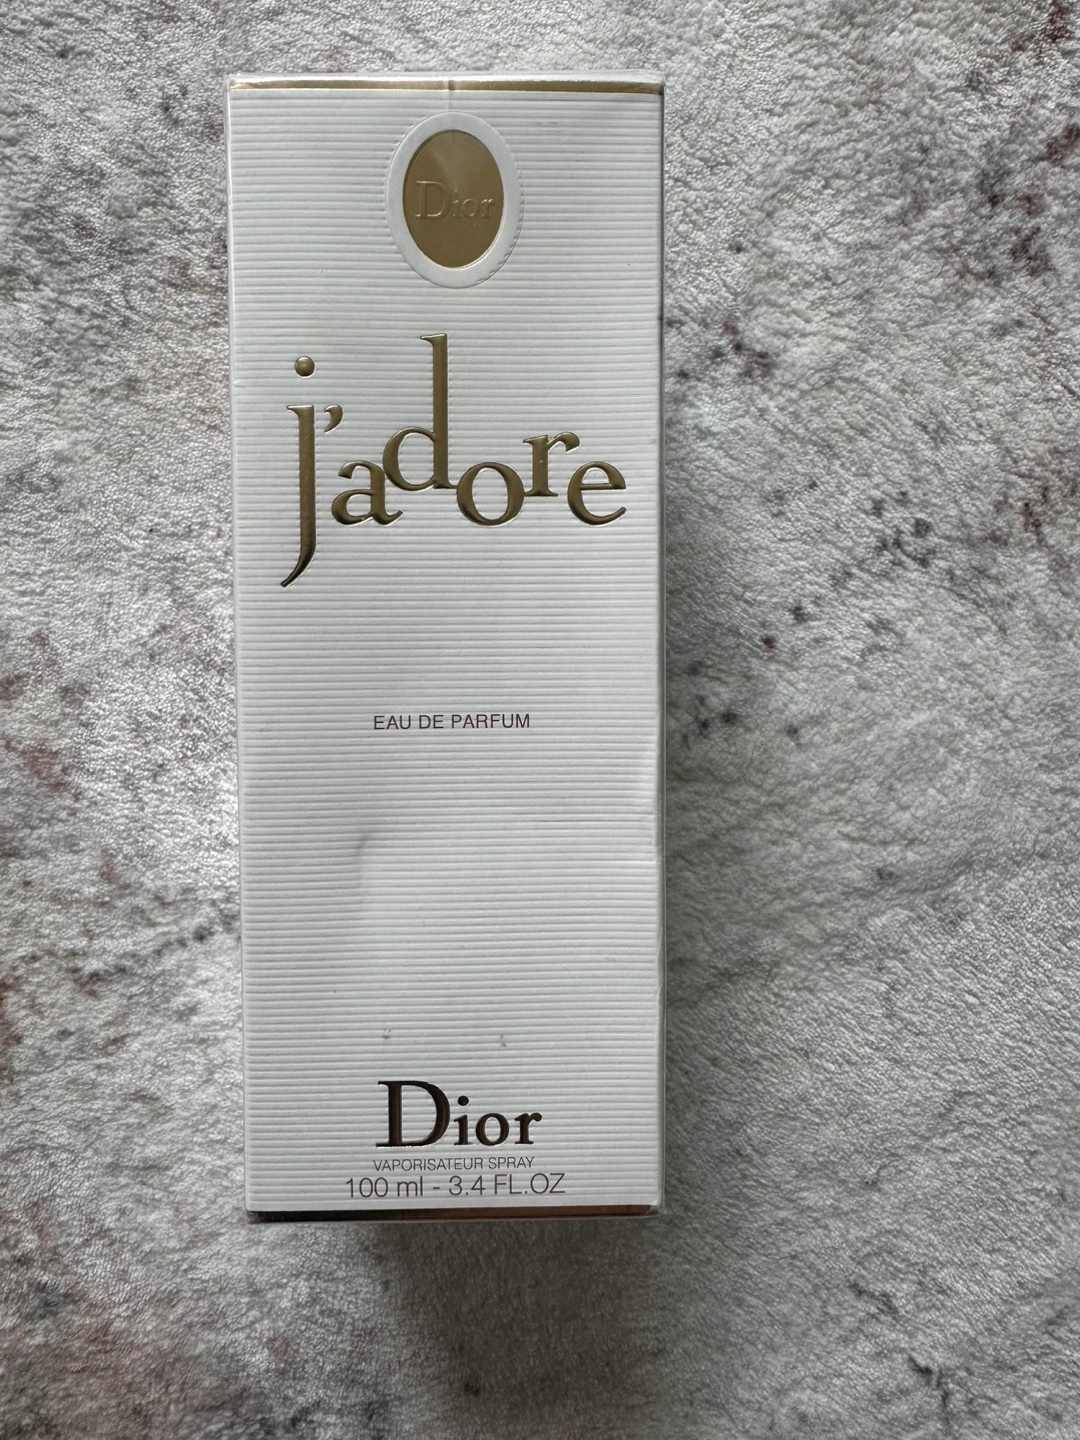 Dior
j'adore
EAU DE PARFUM
Dior
VAPORISATEUR SPRAY
100 ml - 3.4 FL.OZ